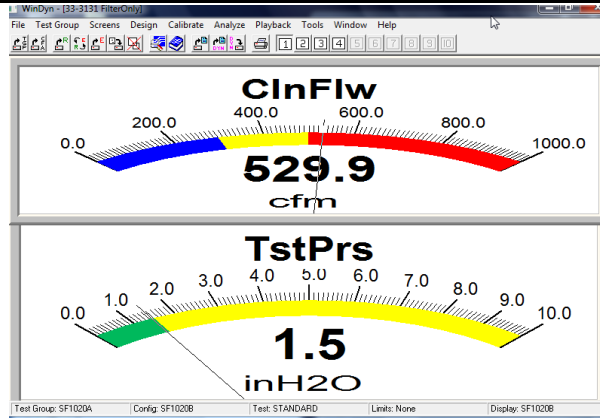 WinDyn - [33-3131 FilterOnly]
File Test Group Screens Design Calibrate Analyze Playback Tools Window Help
1 2 3 4 5 6 7 8 9 10
ClnFlw
0.0 200.0 400.0 600.0 800.0 1000.0
529.9
cfm
TstPrs
0.0 1.0 2.0 3.0 4.0 5.0 6.0 7.0 8.0 9.0 10.0
1.5
inH2O
Test Group: SF1020A Config: SF1020B Test: STANDARD Limits: None Display: SF1020B